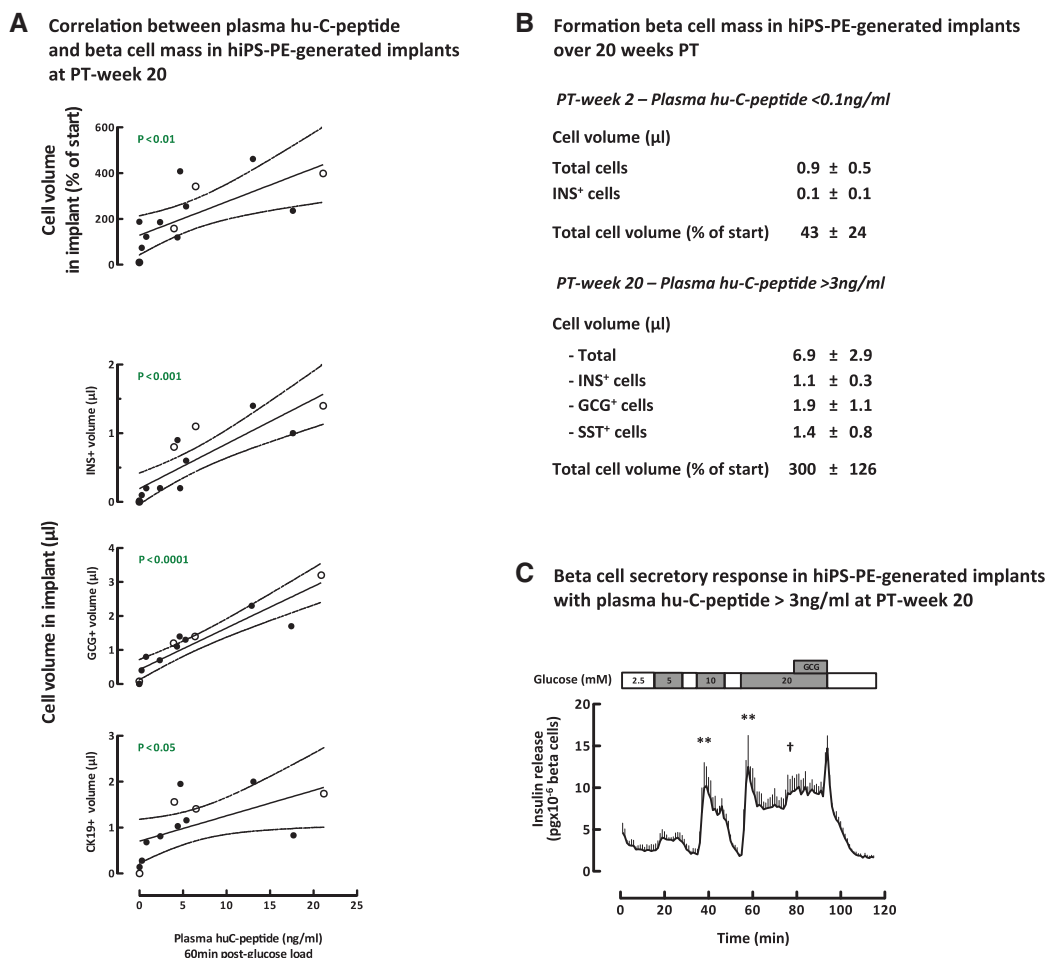 A Correlation between plasma hu-C-peptide
and beta cell mass in hiPS-PE-generated implants
at PT-week 20
Cell volume
in implant (% of start)
P < 0.01
600
400
200
0
Cell volume in implant (µl)
INS+ volume (µl)
P < 0.001
2
1
0
GCG+ volume (µl)
P < 0.0001
4
3
2
1
0
CK19+ volume (µl)
P < 0.05
3
2
1
0
0 5 10 15 20 25
Plasma huC-peptide (ng/ml)
60min post-glucose load
B Formation beta cell mass in hiPS-PE-generated implants
over 20 weeks PT
PT-week 2 – Plasma hu-C-peptide <0.1ng/ml
Cell volume (µl)
Total cells 0.9 ± 0.5
INS⁺ cells 0.1 ± 0.1
Total cell volume (% of start) 43 ± 24
PT-week 20 – Plasma hu-C-peptide >3ng/ml
Cell volume (µl)
- Total 6.9 ± 2.9
- INS⁺ cells 1.1 ± 0.3
- GCG⁺ cells 1.9 ± 1.1
- SST⁺ cells 1.4 ± 0.8
Total cell volume (% of start) 300 ± 126
C Beta cell secretory response in hiPS-PE-generated implants
with plasma hu-C-peptide > 3ng/ml at PT-week 20
GCG
Glucose (mM) 2.5 5 10 20
Insulin release
(pgx10⁻⁶ beta cells)
20
15
10
5
0
** ** †
0 20 40 60 80 100 120
Time (min)